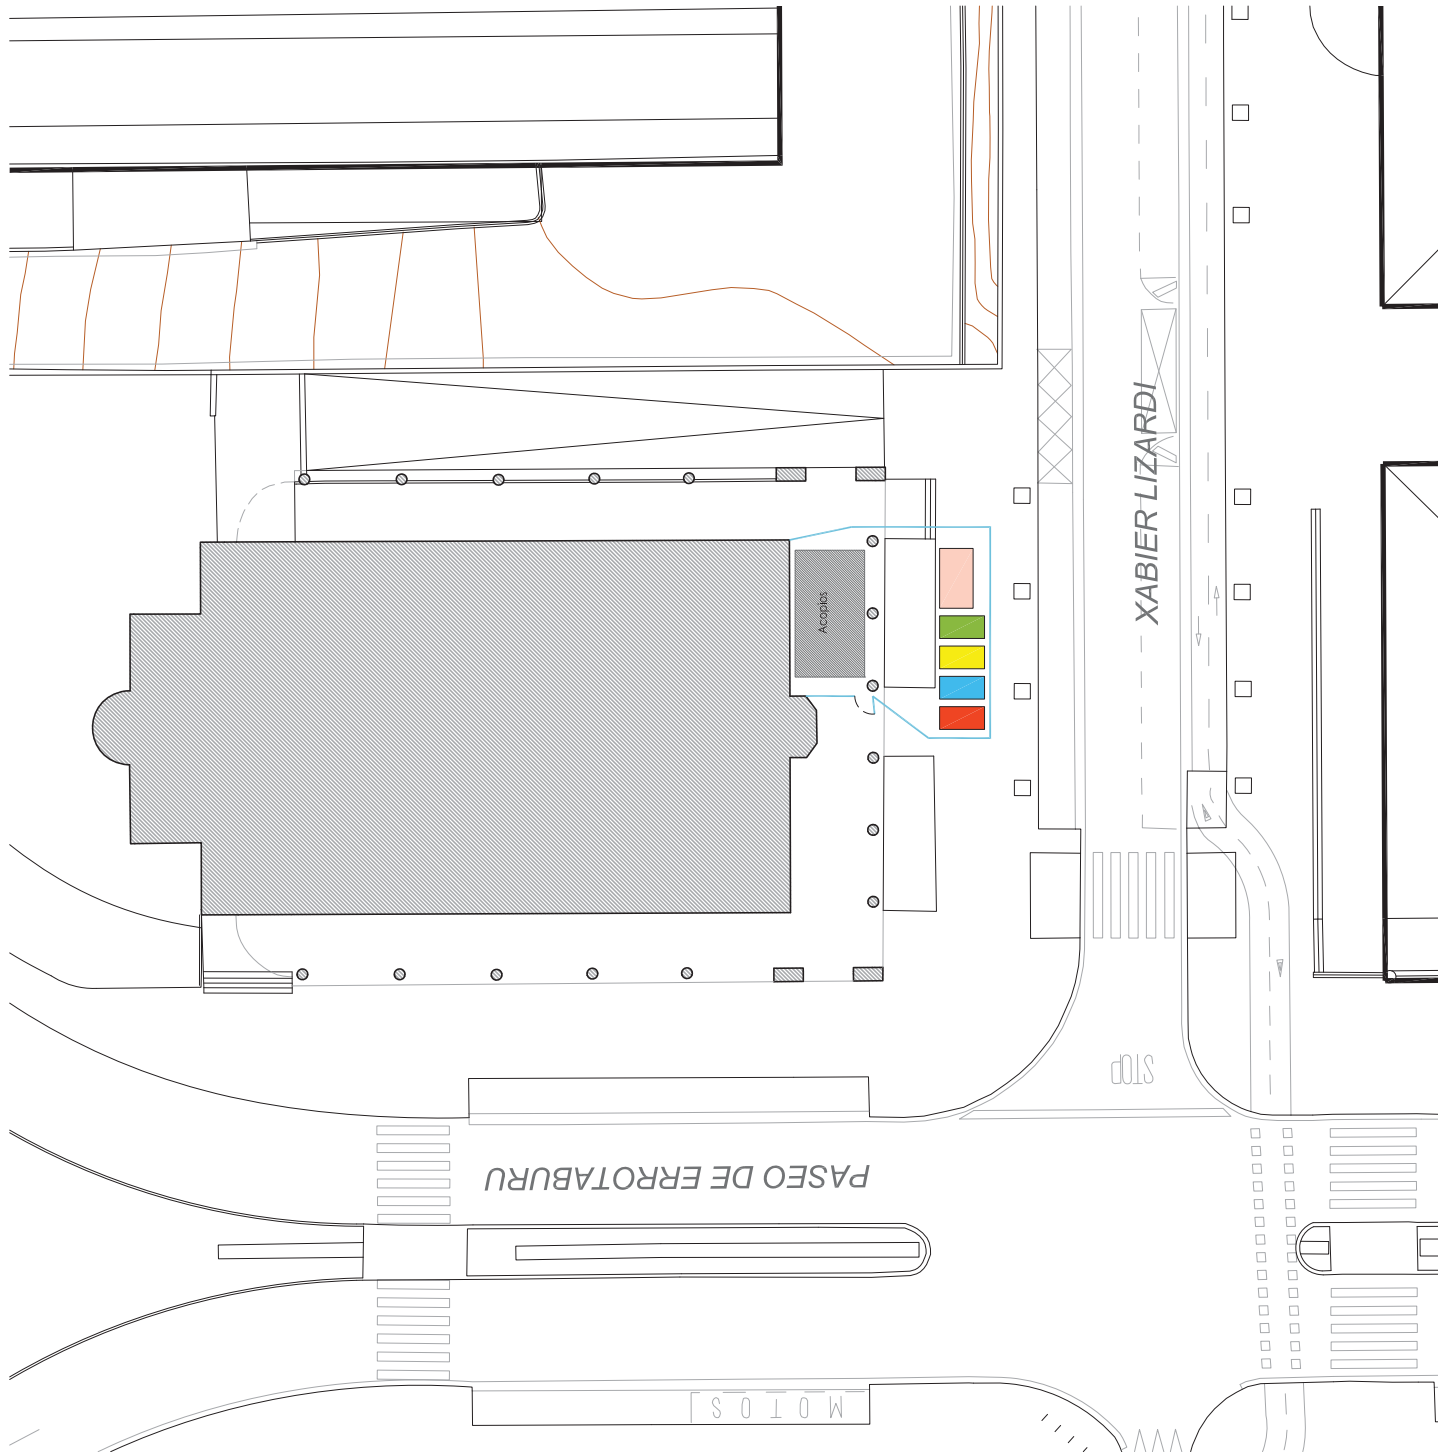 XABIER LIZARDI
Acopios
STOP
PASEO DE ERROTABURU
MOTOS